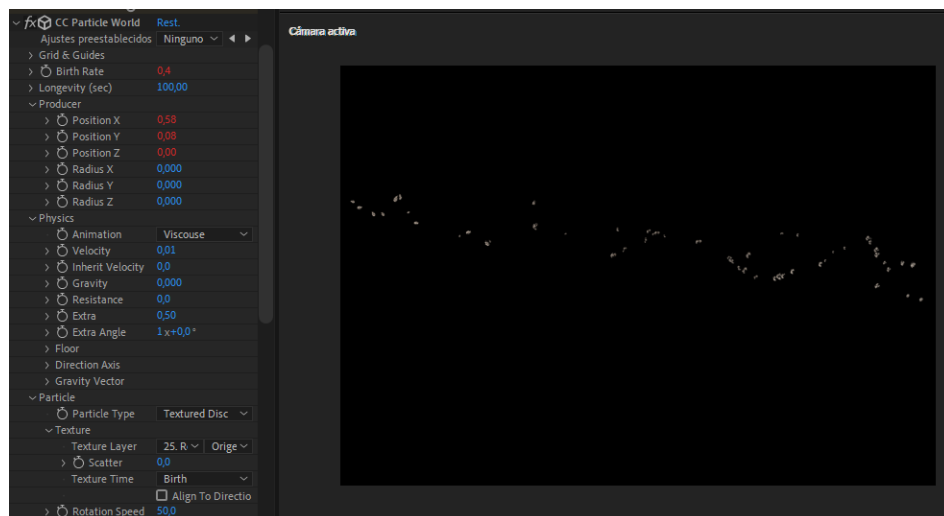 fx CC Particle World Rest.
Ajustes preestablecidos Ninguno
Grid & Guides
Birth Rate 0,4
Longevity (sec) 100,00
Producer
Position X 0,58
Position Y 0,08
Position Z 0,00
Radius X 0,000
Radius Y 0,000
Radius Z 0,000
Physics
Animation Viscouse
Velocity 0,01
Inherit Velocity 0,0
Gravity 0,000
Resistance 0,0
Extra 0,50
Extra Angle 1 x+0,0°
Floor
Direction Axis
Gravity Vector
Particle
Particle Type Textured Disc
Texture
Texture Layer 25. R Orige
Scatter 0,0
Texture Time Birth
Align To Directio
Rotation Speed 50,0
Cámara activa